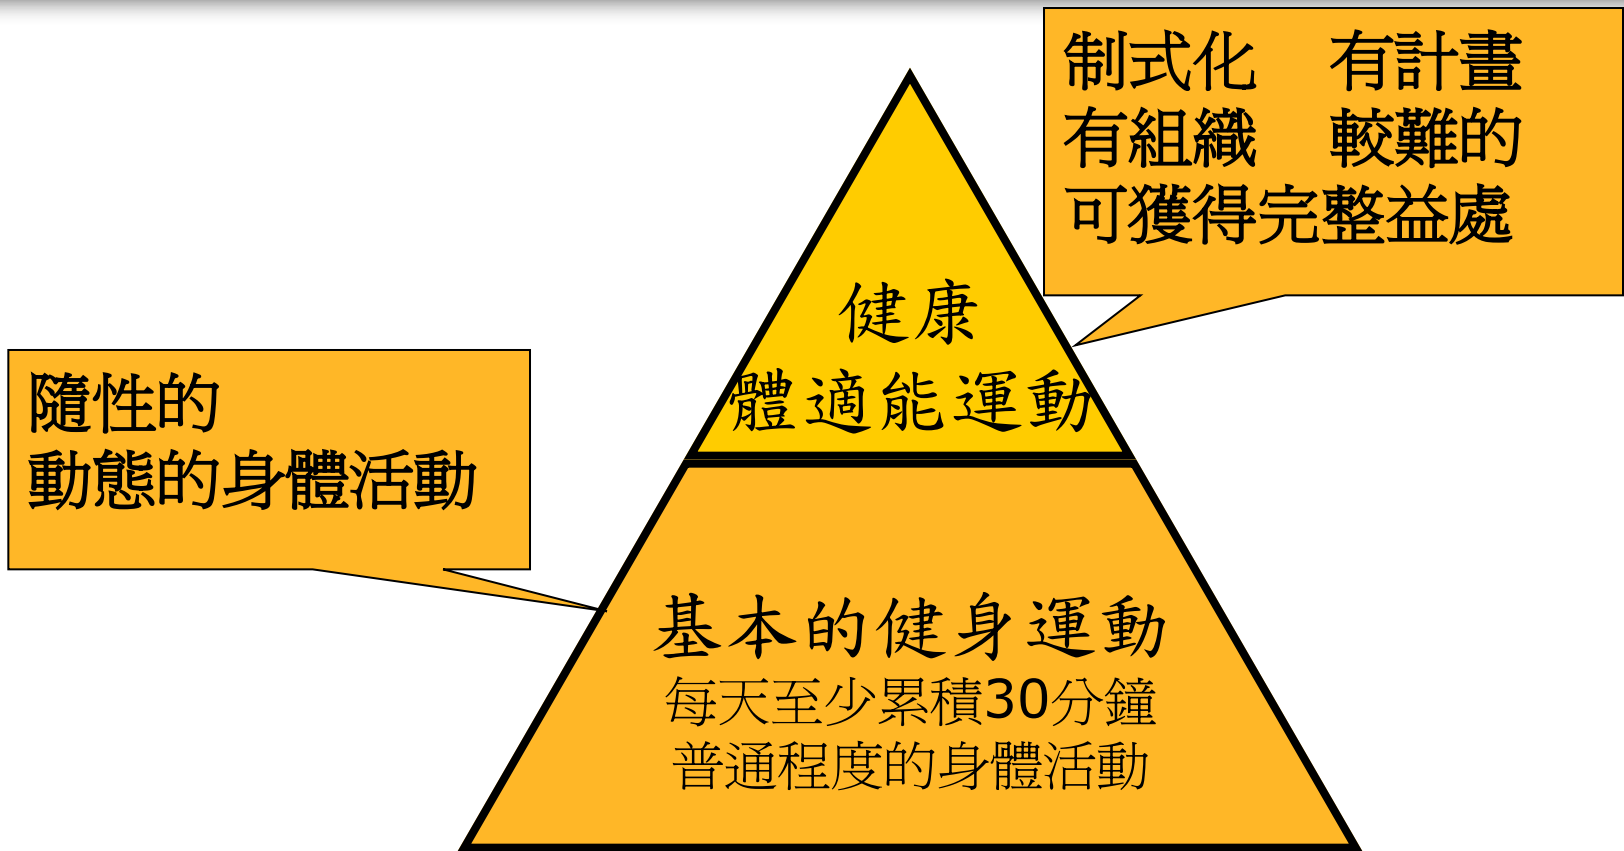 制式化 有計畫
有組織 較難的
可獲得完整益處
健康
體適能運動
隨性的
動態的身體活動
基本的健身運動
每天至少累積30分鐘
普通程度的身體活動